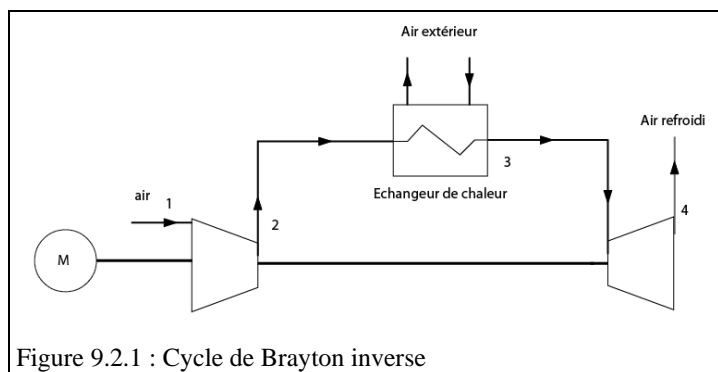 Air extérieur
Air refroidi
air
1
2
3
4
Echangeur de chaleur
M
Figure 9.2.1 : Cycle de Brayton inverse